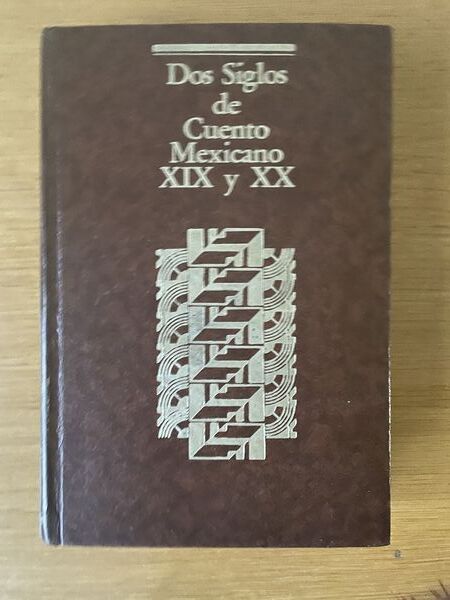 Dos Siglos
de
Cuento
Mexicano
XIX y XX